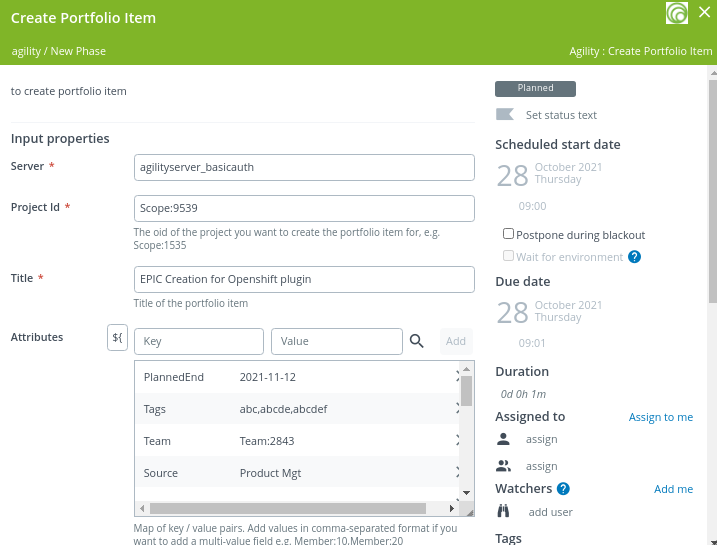 Create Portfolio Item
agility / New Phase
Agility : Create Portfolio Item
to create portfolio item
Input properties
Server *
agilityserver_basicauth
Project Id *
Scope:9539
The oid of the project you want to create the portfolio item for, e.g.
Scope:1535
Title *
EPIC Creation for Openshift plugin
Title of the portfolio item
Attributes
${
Key
Value
Add
PlannedEnd 2021-11-12
Tags abc,abcde,abcdef
Team Team:2843
Source Product Mgt
Map of key / value pairs. Add values in comma-separated format if you
want to add a multi-value field e.g. Member:10,Member:20
Planned
Set status text
Scheduled start date
28
October 2021
Thursday
09:00
Postpone during blackout
Wait for environment ?
Due date
28
October 2021
Thursday
09:01
Duration
0d 0h 1m
Assigned to
Assign to me
assign
assign
Watchers ?
Add me
add user
Tags